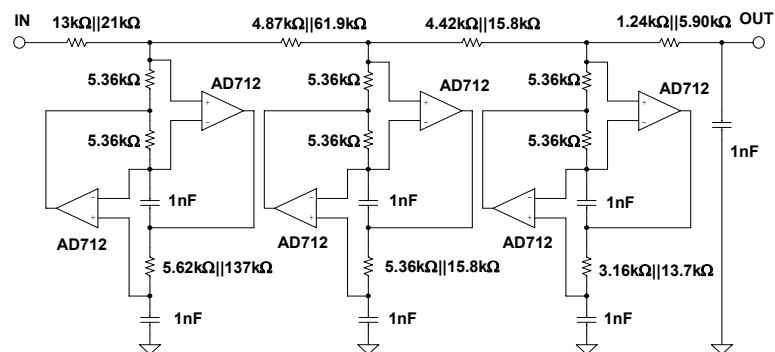 IN
13kΩ||21kΩ
4.87kΩ||61.9kΩ
4.42kΩ||15.8kΩ
1.24kΩ||5.90kΩ
OUT
5.36kΩ
AD712
5.36kΩ
AD712
5.36kΩ
AD712
+
−
+
−
+
−
5.36kΩ
5.36kΩ
5.36kΩ
1nF
−
+
1nF
−
+
1nF
−
+
1nF
AD712
AD712
AD712
5.62kΩ||137kΩ
5.36kΩ||15.8kΩ
3.16kΩ||13.7kΩ
1nF
1nF
1nF